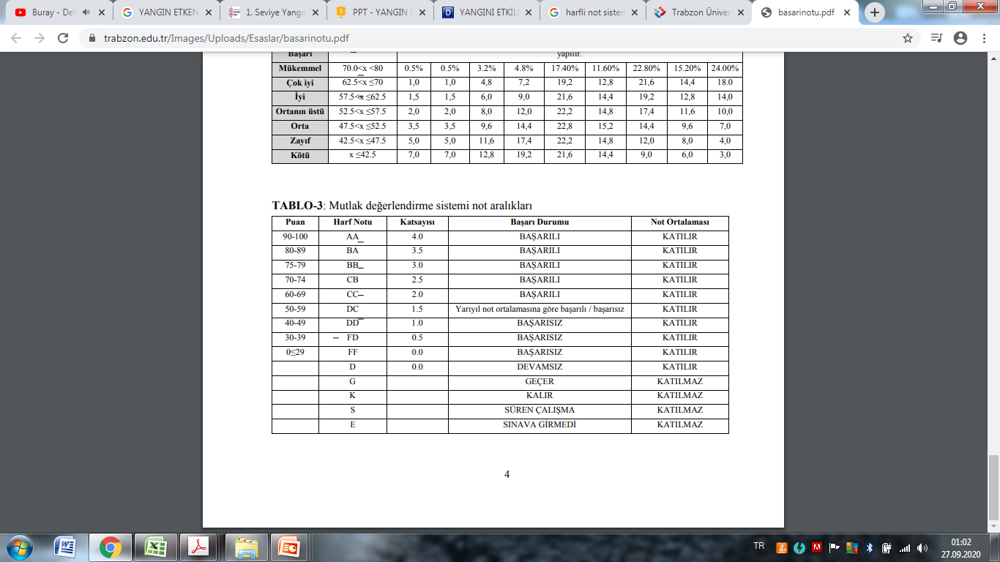 Buray - Del
YANGIN ETKEN
1. Seviye Yangın
PPT - YANGIN
YANGINI ETKİLİ
harfli not sisten
Trabzon Üniver
basarinotu.pdf
trabzon.edu.tr/Images/Uploads/Esaslar/basarinotu.pdf
Başarı yapılır.
Mükemmel 70.0<x <80 0.5% 0.5% 3.2% 4.8% 17.40% 11.60% 22.80% 15.20% 24.00%
Çok iyi 62.5<x ≤70 1,0 1,0 4,8 7,2 19,2 12,8 21,6 14,4 18.0
İyi 57.5<x ≤62.5 1,5 1,5 6,0 9,0 21,6 14,4 19,2 12,8 14,0
Ortanın üstü 52.5<x ≤57.5 2,0 2,0 8,0 12,0 22,2 14,8 17,4 11,6 10,0
Orta 47.5<x ≤52.5 3,5 3,5 9,6 14,4 22,8 15,2 14,4 9,6 7,0
Zayıf 42.5<x ≤47.5 5,0 5,0 11,6 17,4 22,2 14,8 12,0 8,0 4,0
Kötü x ≤42.5 7,0 7,0 12,8 19,2 21,6 14,4 9,0 6,0 3,0
TABLO-3: Mutlak değerlendirme sistemi not aralıkları
Puan Harf Notu Katsayısı Başarı Durumu Not Ortalaması
90-100 AA 4.0 BAŞARILI KATILIR
80-89 BA 3.5 BAŞARILI KATILIR
75-79 BB 3.0 BAŞARILI KATILIR
70-74 CB 2.5 BAŞARILI KATILIR
60-69 CC 2.0 BAŞARILI KATILIR
50-59 DC 1.5 Yarıyıl not ortalamasına göre başarılı / başarısız KATILIR
40-49 DD 1.0 BAŞARISIZ KATILIR
30-39 FD 0.5 BAŞARISIZ KATILIR
0≤29 FF 0.0 BAŞARISIZ KATILIR
D 0.0 DEVAMSIZ KATILIR
G GEÇER KATILMAZ
K KALIR KATILMAZ
S SÜREN ÇALIŞMA KATILMAZ
E SINAVA GİRMEDİ KATILMAZ
4
TR
01:02
27.09.2020